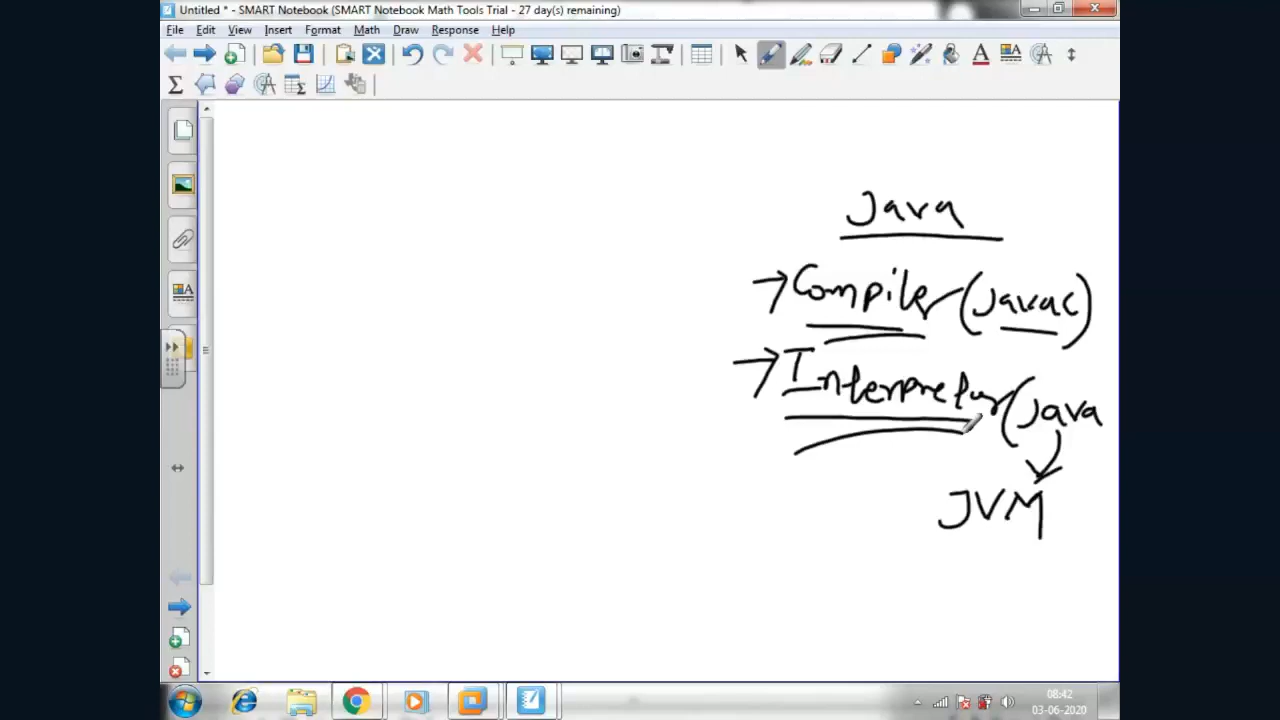 Untitled * - SMART Notebook (SMART Notebook Math Tools Trial - 27 day(s) remaining)
File Edit View Insert Format Math Draw Response Help
Java
→ Compiler (Javac)
→ Interpreter (Java
JVM
08:42
03-06-2020